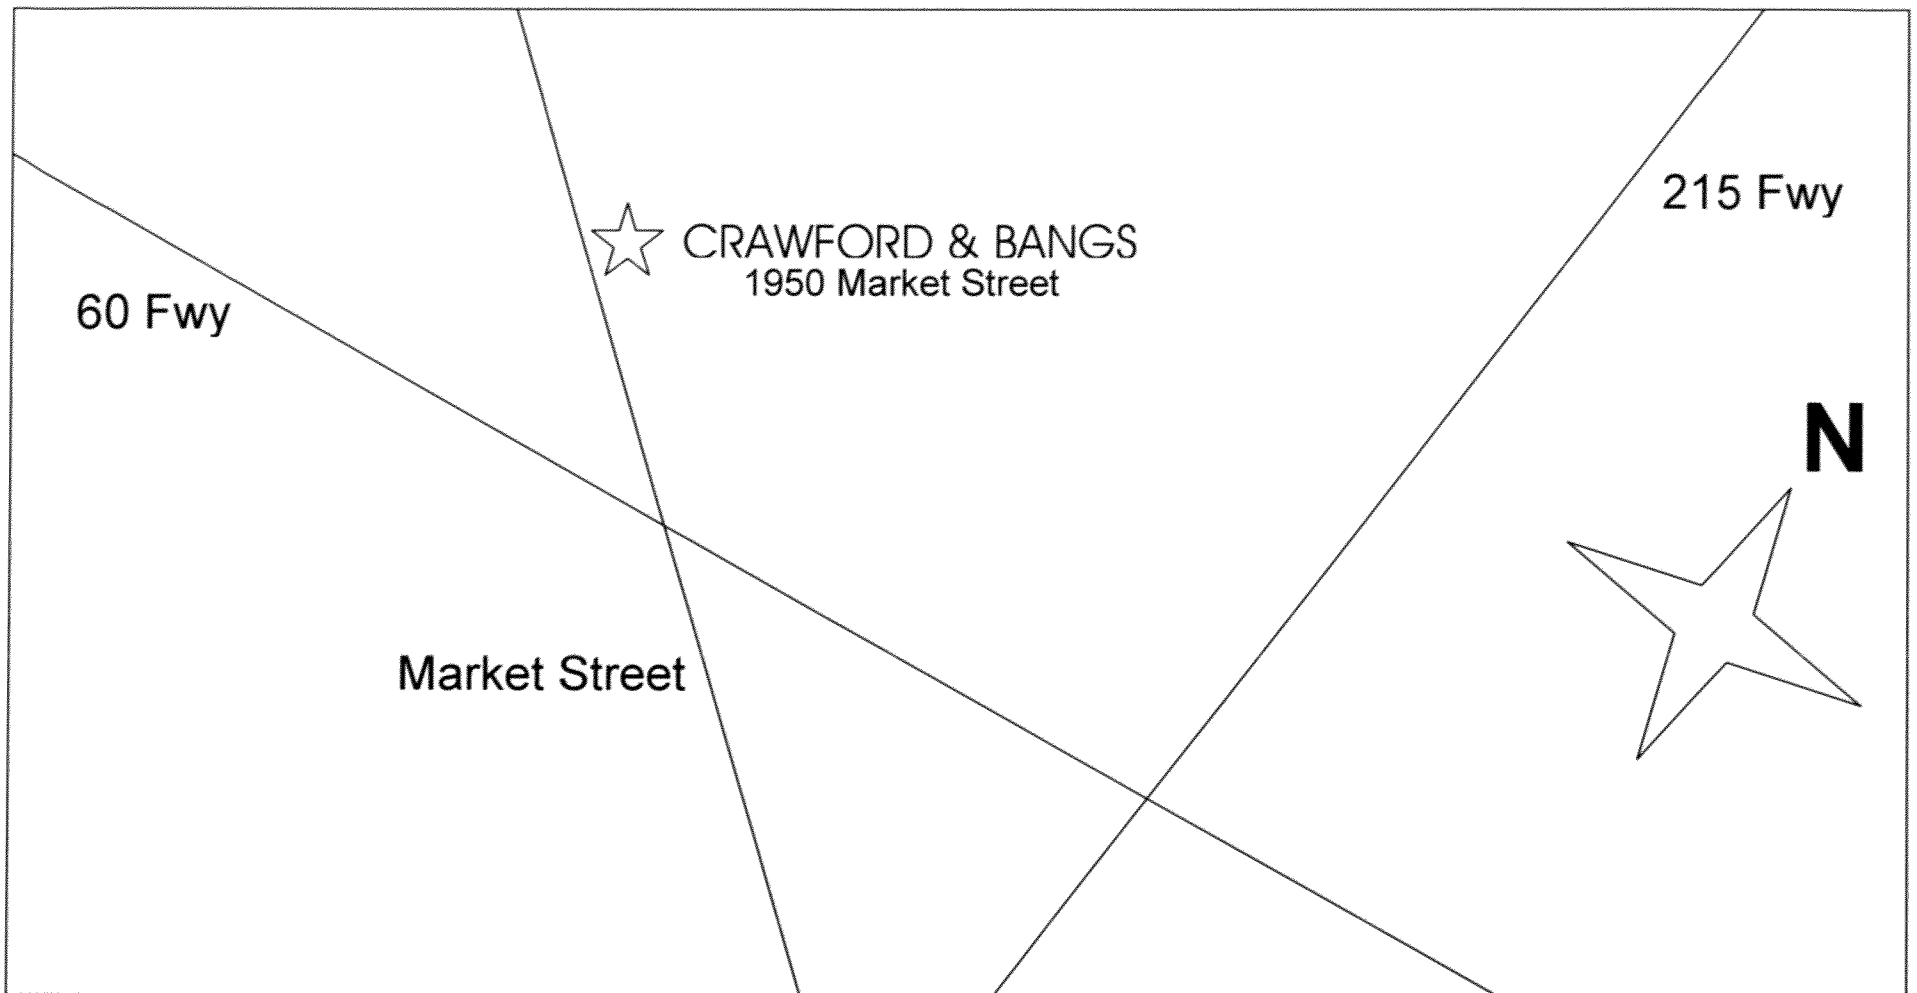 215 Fwy
CRAWFORD & BANGS
1950 Market Street
60 Fwy
N
Market Street